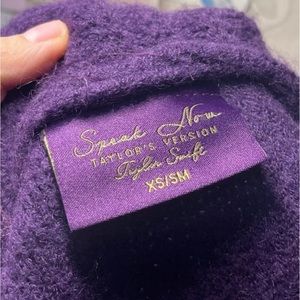 Speak Now
TAYLOR'S VERSION
Taylor Swift
XS/SM